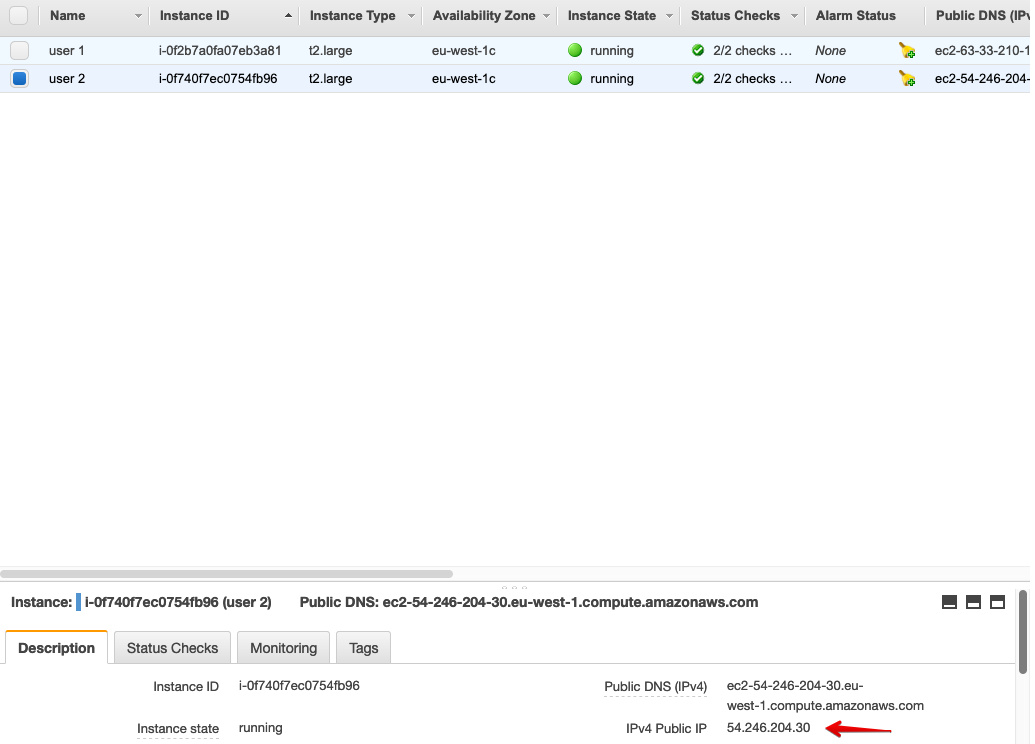 Name Instance ID Instance Type Availability Zone Instance State Status Checks Alarm Status Public DNS (IPv
user 1 i-0f2b7a0fa07eb3a81 t2.large eu-west-1c running 2/2 checks ... None ec2-63-33-210-1
user 2 i-0f740f7ec0754fb96 t2.large eu-west-1c running 2/2 checks ... None ec2-54-246-204-
Instance: i-0f740f7ec0754fb96 (user 2) Public DNS: ec2-54-246-204-30.eu-west-1.compute.amazonaws.com
Description Status Checks Monitoring Tags
Instance ID i-0f740f7ec0754fb96 Public DNS (IPv4) ec2-54-246-204-30.eu-
west-1.compute.amazonaws.com
Instance state running IPv4 Public IP 54.246.204.30